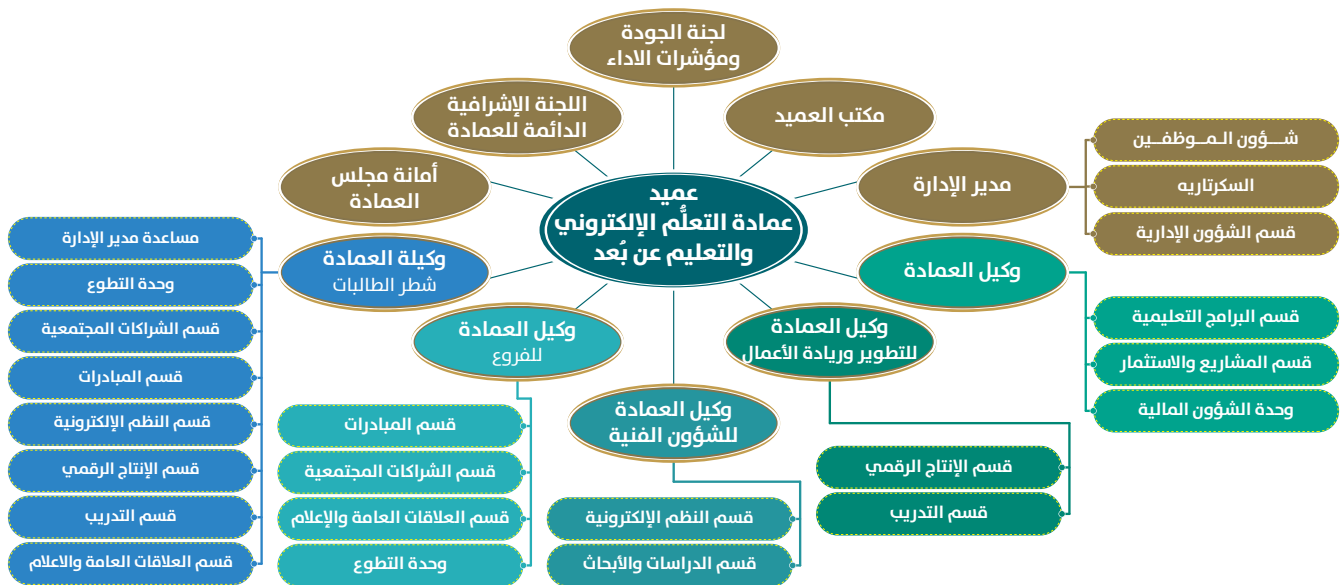 لجنة الجودة
ومؤشرات الاداء
مكتب العميد
اللجنة الإشرافية
الدائمة للعمادة
مدير الإدارة
شـــؤون الـمــوظـفــين
السكرتاريه
قسم الشؤون الإدارية
أمانة مجلس
العمادة
عميد
عمادة التعلُّم الإلكتروني
والتعليم عن بُعد
وكيل العمادة
قسم البرامج التعليمية
قسم المشاريع والاستثمار
وحدة الشؤون المالية
وكيل العمادة
للتطوير وريادة الأعمال
قسم الإنتاج الرقمي
قسم التدريب
وكيل العمادة
للشؤون الفنية
قسم النظم الإلكترونية
قسم الدراسات والأبحاث
وكيل العمادة
للفروع
قسم المبادرات
قسم الشراكات المجتمعية
قسم العلاقات العامة والإعلام
وحدة التطوع
وكيلة العمادة
شطر الطالبات
مساعدة مدير الإدارة
وحدة التطوع
قسم الشراكات المجتمعية
قسم المبادرات
قسم النظم الإلكترونية
قسم الإنتاج الرقمي
قسم التدريب
قسم العلاقات العامة والاعلام